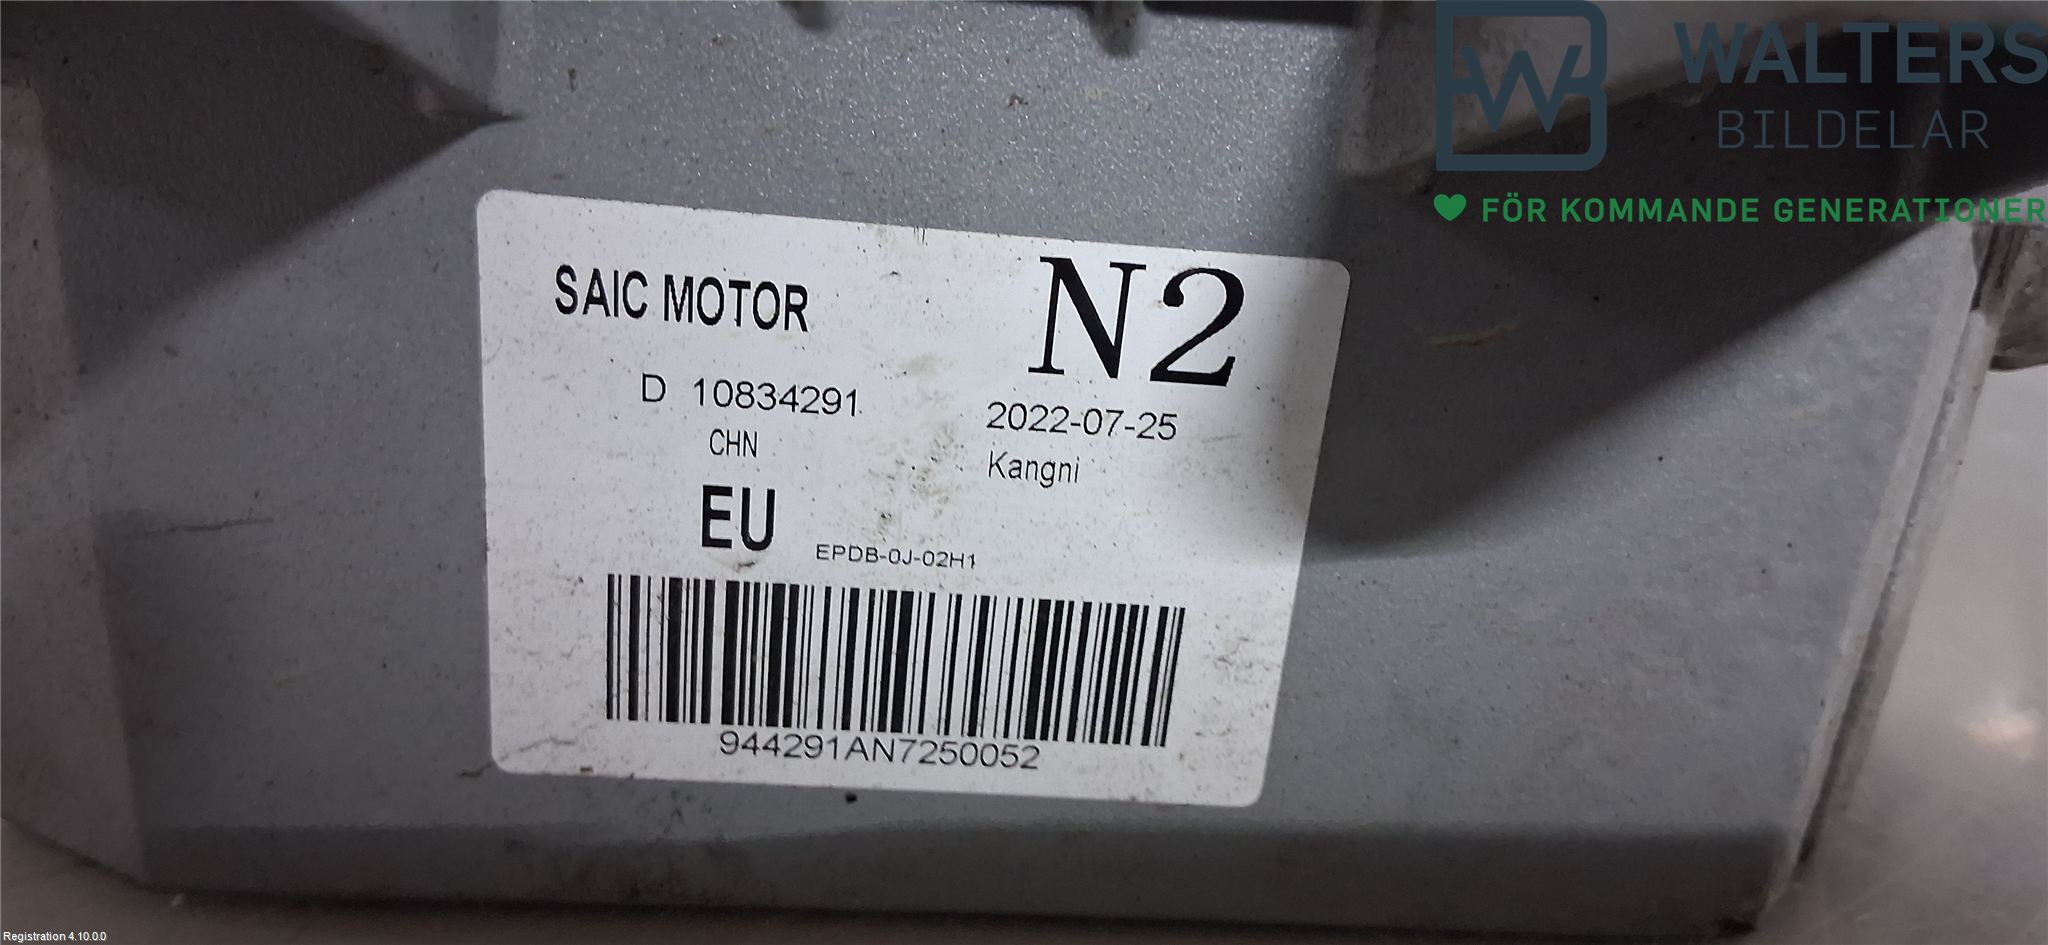 WALTERS
BILDELAR
FÖR KOMMANDE GENERATIONER
SAIC MOTOR
N2
D 10834291
2022-07-25
CHN
Kangni
EU
EPDB-0J-02H1
944291AN7250052
Registration 4.10.0.0